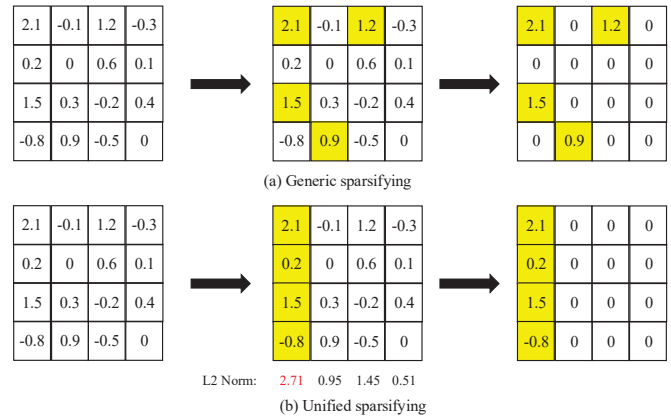 2.1 -0.1 1.2 -0.3 2.1 -0.1 1.2 -0.3 2.1 0 1.2 0
0.2 0 0.6 0.1 0.2 0 0.6 0.1 0 0 0 0
1.5 0.3 -0.2 0.4 1.5 0.3 -0.2 0.4 1.5 0 0 0
-0.8 0.9 -0.5 0 -0.8 0.9 -0.5 0 0 0.9 0 0
(a) Generic sparsifying
2.1 -0.1 1.2 -0.3 2.1 -0.1 1.2 -0.3 2.1 0 0 0
0.2 0 0.6 0.1 0.2 0 0.6 0.1 0.2 0 0 0
1.5 0.3 -0.2 0.4 1.5 0.3 -0.2 0.4 1.5 0 0 0
-0.8 0.9 -0.5 0 -0.8 0.9 -0.5 0 -0.8 0 0 0
L2 Norm: 2.71 0.95 1.45 0.51
(b) Unified sparsifying